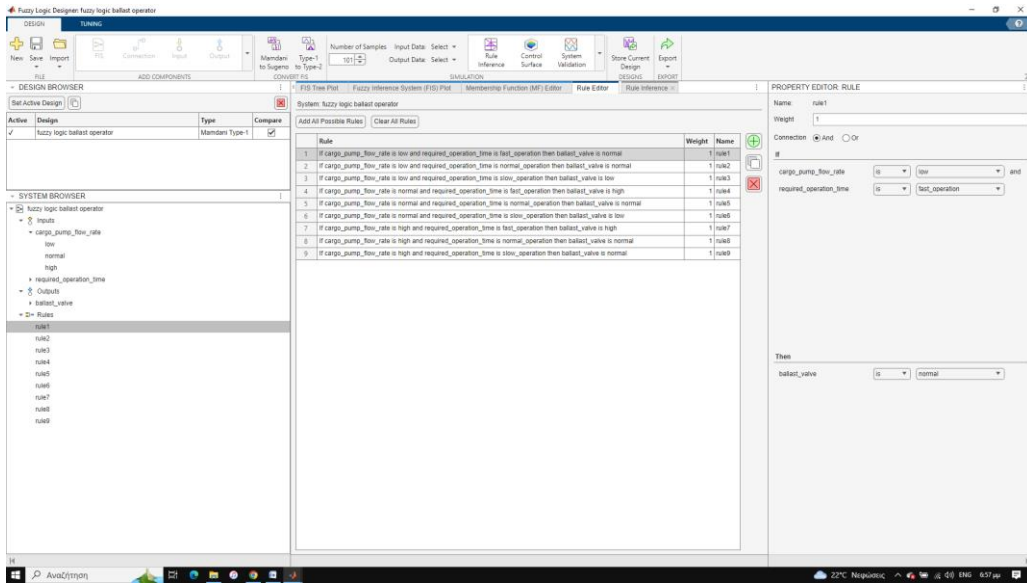 Fuzzy Logic Designer: fuzzy logic ballast operator
DESIGN TUNING
New Save Import FIS Connection Input Output Mamdani to Sugeno Type-1 to Type-2 Number of Samples 101 Input Data: Select Output Data: Select Rule Inference Control Surface System Validation Store Current Design Export
FILE ADD COMPONENTS CONVERT FIS SIMULATION DESIGNS EXPORT
DESIGN BROWSER
Set Active Design
Active Design Type Compare
fuzzy logic ballast operator Mamdani Type-1
SYSTEM BROWSER
fuzzy logic ballast operator
Inputs
cargo_pump_flow_rate
low
normal
high
required_operation_time
Outputs
ballast_valve
Rules
rule1
rule2
rule3
rule4
rule5
rule6
rule7
rule8
rule9
FIS Tree Plot Fuzzy Inference System (FIS) Plot Membership Function (MF) Editor Rule Editor Rule Inference
System: fuzzy logic ballast operator
Add All Possible Rules Clear All Rules
Rule Weight Name
1 If cargo_pump_flow_rate is low and required_operation_time is fast_operation then ballast_valve is normal 1 rule1
2 If cargo_pump_flow_rate is low and required_operation_time is normal_operation then ballast_valve is normal 1 rule2
3 If cargo_pump_flow_rate is low and required_operation_time is slow_operation then ballast_valve is low 1 rule3
4 If cargo_pump_flow_rate is normal and required_operation_time is fast_operation then ballast_valve is high 1 rule4
5 If cargo_pump_flow_rate is normal and required_operation_time is normal_operation then ballast_valve is normal 1 rule5
6 If cargo_pump_flow_rate is normal and required_operation_time is slow_operation then ballast_valve is low 1 rule6
7 If cargo_pump_flow_rate is high and required_operation_time is fast_operation then ballast_valve is high 1 rule7
8 If cargo_pump_flow_rate is high and required_operation_time is normal_operation then ballast_valve is normal 1 rule8
9 If cargo_pump_flow_rate is high and required_operation_time is slow_operation then ballast_valve is normal 1 rule9
PROPERTY EDITOR: RULE
Name: rule1
Weight 1
Connection And Or
If
cargo_pump_flow_rate is low and
required_operation_time is fast_operation
Then
ballast_valve is normal
Αναζήτηση 22°C Νεφώσεις ENG 6:57 μμ